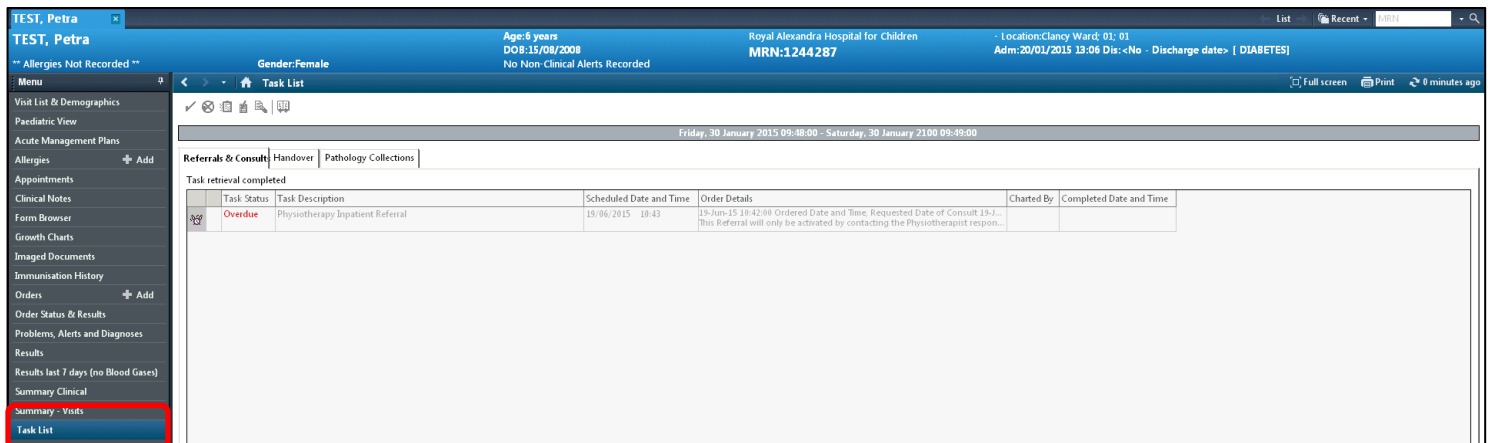 TEST, Petra
List
Recent
MRN
TEST, Petra
Age:6 years
Royal Alexandra Hospital for Children
- Location:Clancy Ward; 01; 01
DOB:15/08/2008
MRN:1244287
Adm:20/01/2015 13:06 Dis:<No - Discharge date> [ DIABETES]
** Allergies Not Recorded **
Gender:Female
No Non-Clinical Alerts Recorded
Menu
Task List
Full screen
Print
0 minutes ago
Visit List & Demographics
Paediatric View
Acute Management Plans
Allergies
Add
Appointments
Clinical Notes
Form Browser
Growth Charts
Imaged Documents
Immunisation History
Orders
Add
Order Status & Results
Problems, Alerts and Diagnoses
Results
Results last 7 days (no Blood Gases)
Summary Clinical
Summary - Visits
Task List
Friday, 30 January 2015 09:48:00 - Saturday, 30 January 2100 09:49:00
Referrals & Consults
Handover
Pathology Collections
Task retrieval completed
Task Status
Task Description
Scheduled Date and Time
Order Details
Charted By
Completed Date and Time
Overdue
Physiotherapy Inpatient Referral
19/06/2015 10:43
19-Jun-15 10:42:00 Ordered Date and Time, Requested Date of Consult 19-J...
This Referral will only be activated by contacting the Physiotherapist respon...